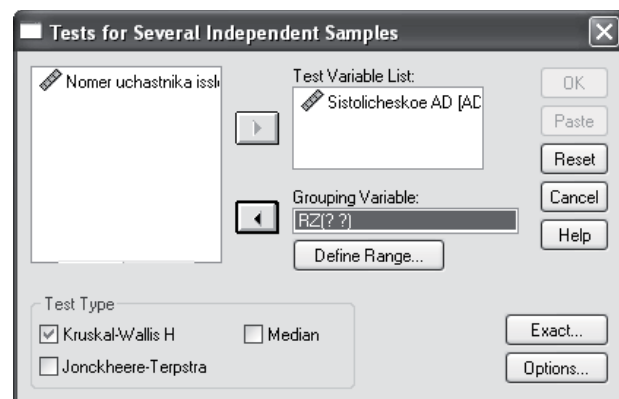 Tests for Several Independent Samples
Nomer uchastnika issl
Test Variable List:
Sistolicheskoe AD [AD
Grouping Variable:
RZ(? ?)
Define Range...
OK
Paste
Reset
Cancel
Help
Test Type
Kruskal-Wallis H
Median
Jonckheere-Terpstra
Exact...
Options...